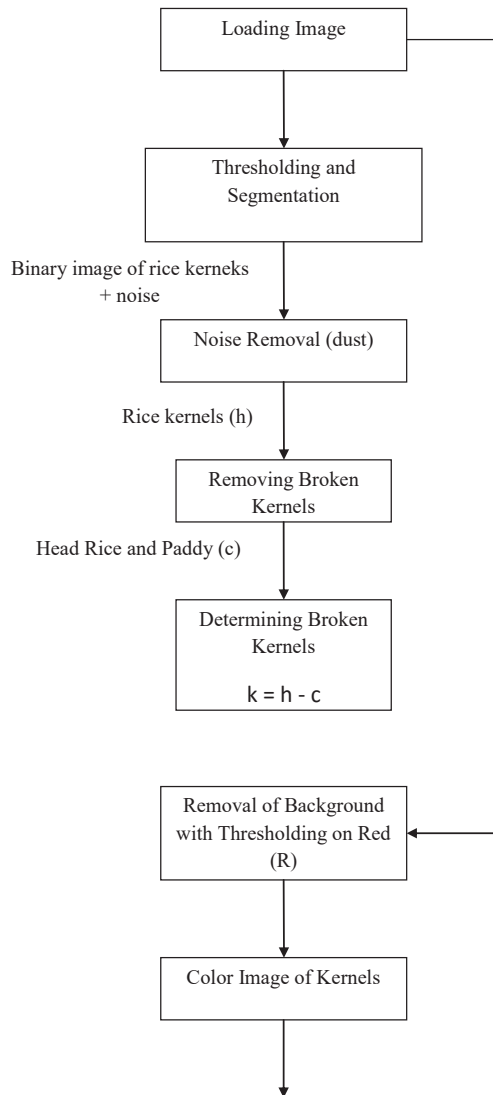 Loading Image
Thresholding and
Segmentation
Binary image of rice kerneks
+ noise
Noise Removal (dust)
Rice kernels (h)
Removing Broken
Kernels
Head Rice and Paddy (c)
Determining Broken
Kernels
k = h - c
Removal of Background
with Thresholding on Red
(R)
Color Image of Kernels